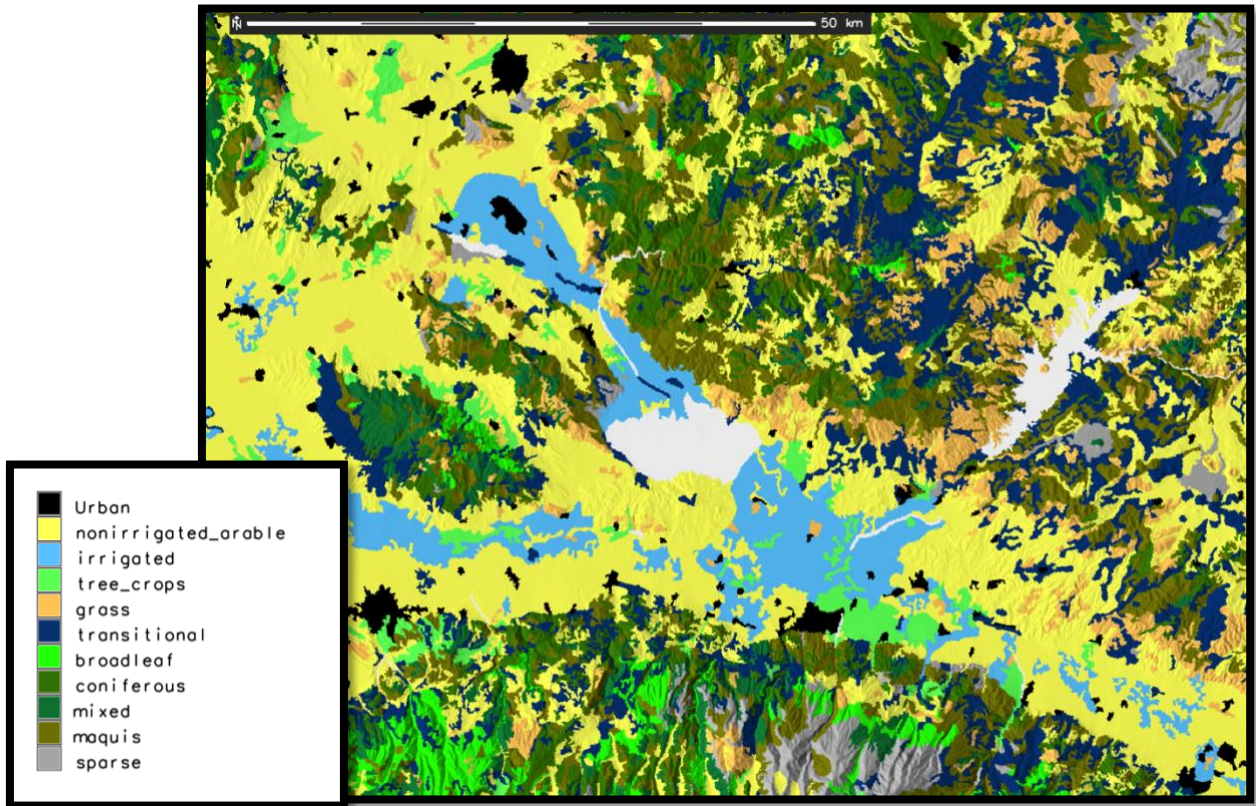 N
50 km
Urban
nonirrigated_arable
irrigated
tree_crops
grass
transitional
broadleaf
coniferous
mixed
maquis
sparse